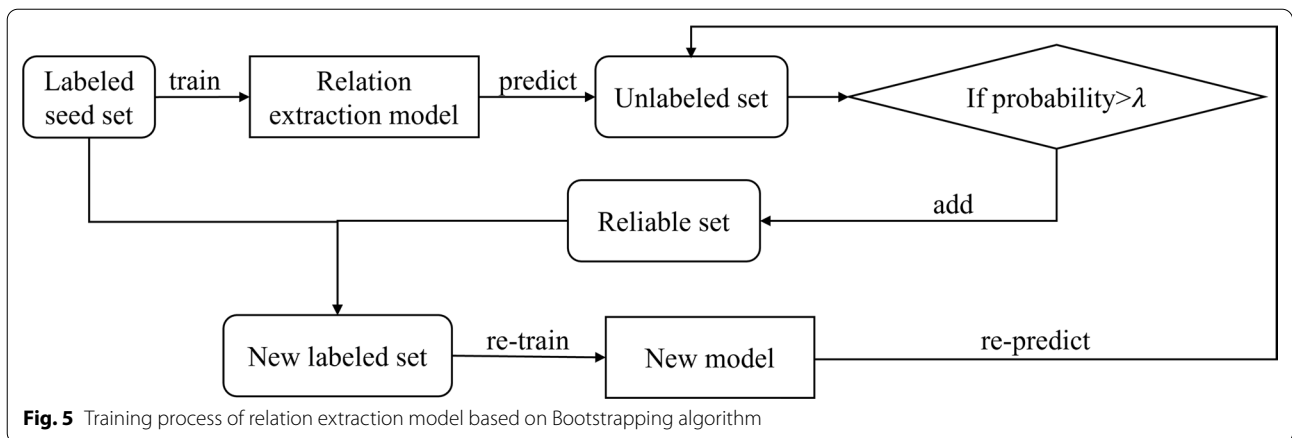 Labeled
seed set
train
Relation
extraction model
predict
Unlabeled set
If probability>λ
add
Reliable set
New labeled set
re-train
New model
re-predict
Fig. 5 Training process of relation extraction model based on Bootstrapping algorithm